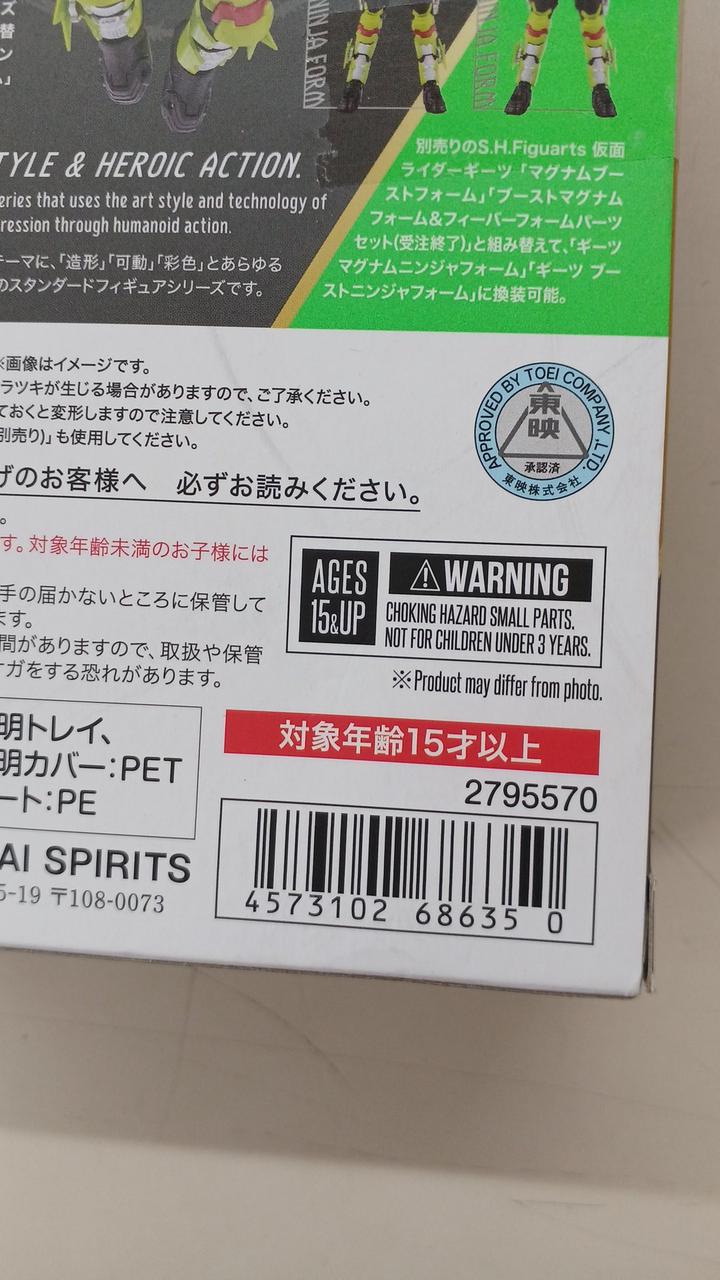 ズ
替
ン
」
NINJA FORM
NINJA FORM
TYLE & HEROIC ACTION.
eries that uses the art style and technology of
ression through humanoid action.
テーマに、「造形」「可動」「彩色」とあらゆる
のスタンダードフィギュアシリーズです。
別売りのS.H.Figuarts 仮面
ライダーギーツ 「マグナムブー
ストフォーム」「ブーストマグナム
フォーム&フィーバーフォームパーツ
セット(受注終了)」と組み替えて、「ギーツ
マグナムニンジャフォーム」「ギーツ ブー
ストニンジャフォーム」に換装可能。
※画像はイメージです。
ラツキが生じる場合がありますので、ご了承ください。
ておくと変形しますので注意してください。
別売り)」も使用してください。
げのお客様へ 必ずお読みください。
。
す。対象年齢未満のお子様には
手の届かないところに保管して
ます。
間がありますので、取扱や保管
ケガをする恐れがあります。
APPROVED BY TOEI COMPANY, LTD.
東映
承認済
東映株式会社
AGES
15&UP
⚠WARNING
CHOKING HAZARD SMALL PARTS.
NOT FOR CHILDREN UNDER 3 YEARS.
※Product may differ from photo.
明トレイ、
明カバー:PET
ート:PE
対象年齢15才以上
2795570
AI SPIRITS
5-19 〒108-0073
4573102 68635 0